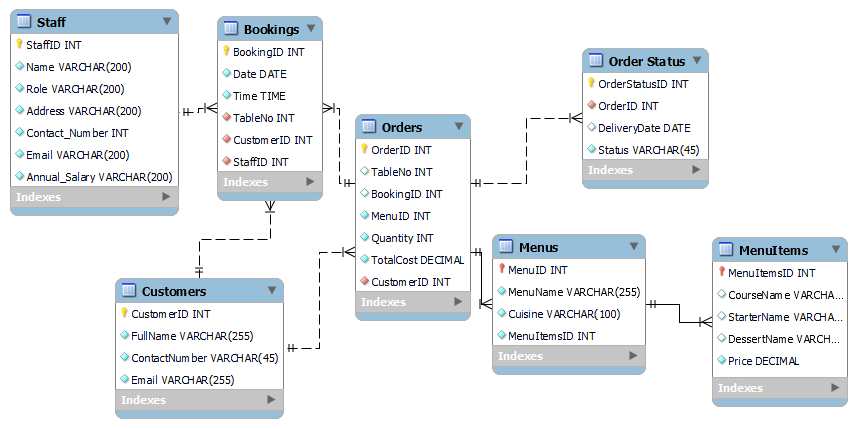 Staff
StaffID INT
Name VARCHAR(200)
Role VARCHAR(200)
Address VARCHAR(200)
Contact_Number INT
Email VARCHAR(200)
Annual_Salary VARCHAR(200)
Indexes
Bookings
BookingID INT
Date DATE
Time TIME
TableNo INT
CustomerID INT
StaffID INT
Indexes
Orders
OrderID INT
TableNo INT
BookingID INT
MenuID INT
Quantity INT
TotalCost DECIMAL
CustomerID INT
Indexes
Order Status
OrderStatusID INT
OrderID INT
DeliveryDate DATE
Status VARCHAR(45)
Indexes
Customers
CustomerID INT
FullName VARCHAR(255)
ContactNumber VARCHAR(45)
Email VARCHAR(255)
Indexes
Menus
MenuID INT
MenuName VARCHAR(255)
Cuisine VARCHAR(100)
MenuItemsID INT
Indexes
MenuItems
MenuItemsID INT
CourseName VARCHA...
StarterName VARCHA...
DessertName VARCH...
Price DECIMAL
Indexes